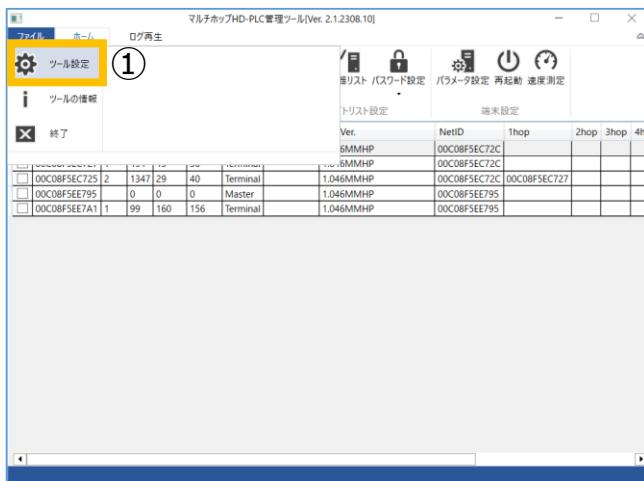 マルチホップHD-PLC管理ツール[Ver. 2.1.2308.10]
ファイル ホーム ログ再生
ツール設定 ①
ツールの情報
終了
リスト パスワード設定 パラメータ設定 再起動 速度測定
トリスト設定 端末設定
Ver. NetID 1hop 2hop 3hop 4h
6MMHP 00C08F5EC72C
1.046MMHP 00C08F5EC72C
00C08F5EC725 2 1347 29 40 Terminal 1.046MMHP 00C08F5EC72C 00C08F5EC727
00C08F5EE795 0 0 0 Master 1.046MMHP 00C08F5EE795
00C08F5EE7A1 1 99 160 156 Terminal 1.046MMHP 00C08F5EE795